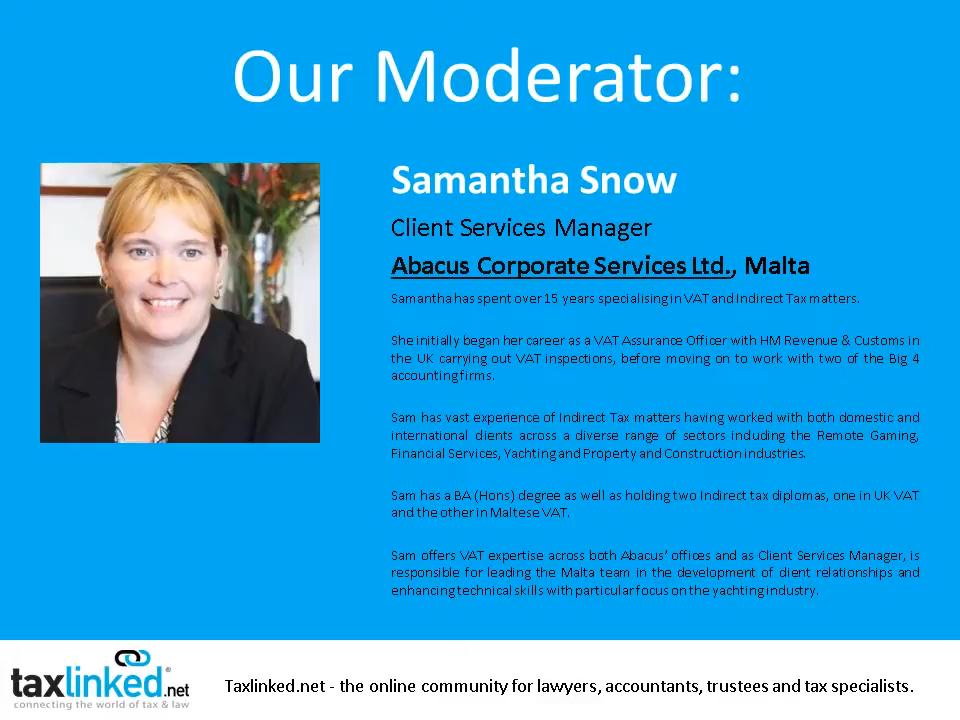 Our Moderator:
Samantha Snow
Client Services Manager
Abacus Corporate Services Ltd., Malta
Samantha has spent over 15 years specialising in VAT and Indirect Tax matters.
She initially began her career as a VAT Assurance Officer with HM Revenue & Customs in
the UK carrying out VAT inspections, before moving on to work with two of the Big 4
accounting firms.
Sam has vast experience of Indirect Tax matters having worked with both domestic and
international clients across a diverse range of sectors including the Remote Gaming,
Financial Services, Yachting and Property and Construction industries.
Sam has a BA (Hons) degree as well as holding two Indirect tax diplomas, one in UK VAT
and the other in Maltese VAT.
Sam offers VAT expertise across both Abacus’ offices and as Client Services Manager, is
responsible for leading the Malta team in the development of client relationships and
enhancing technical skills with particular focus on the yachting industry.
taxlinked.net®
connecting the world of tax & law
Taxlinked.net - the online community for lawyers, accountants, trustees and tax specialists.